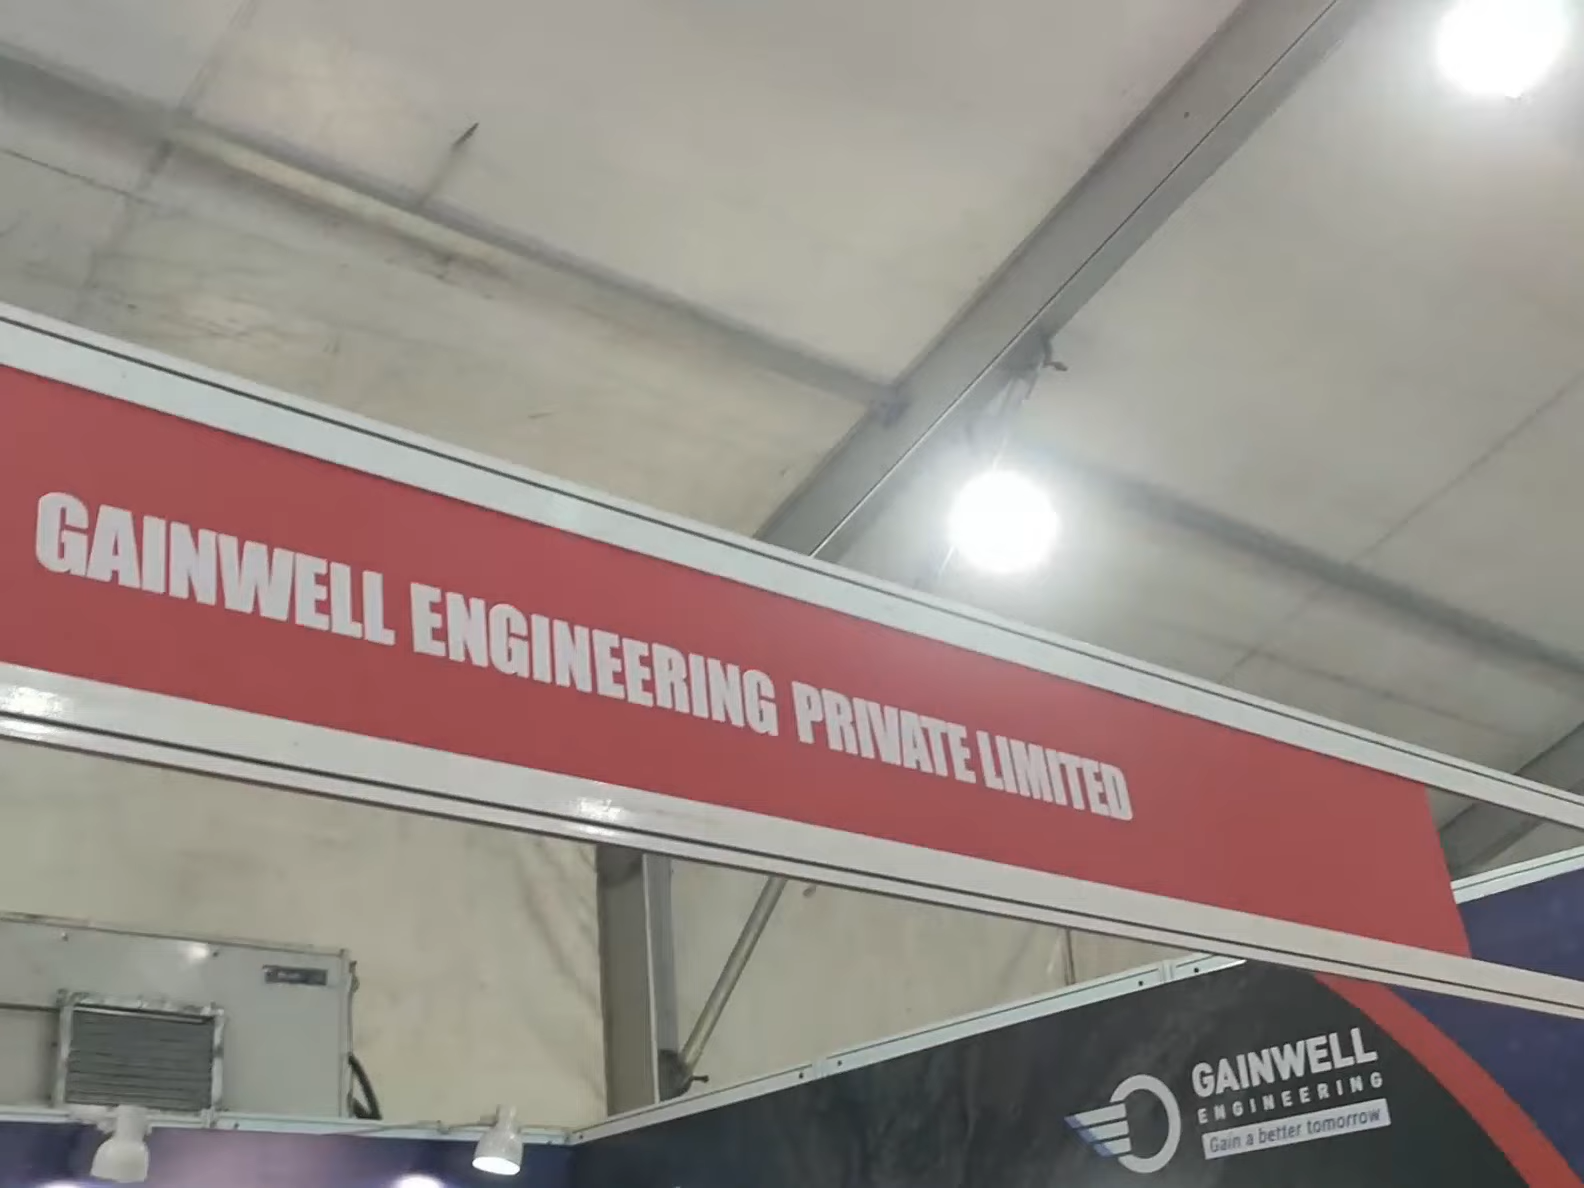 GAINWELL ENGINEERING PRIVATE LIMITED
GAINWELL
ENGINEERING
Gain a better tomorrow